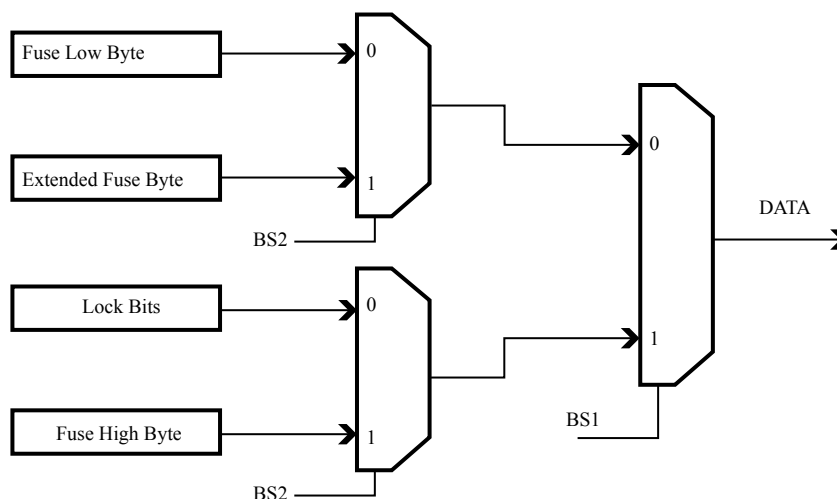 Fuse Low Byte
0
Extended Fuse Byte
1
BS2
0
DATA
Lock Bits
0
1
Fuse High Byte
1
BS1
BS2